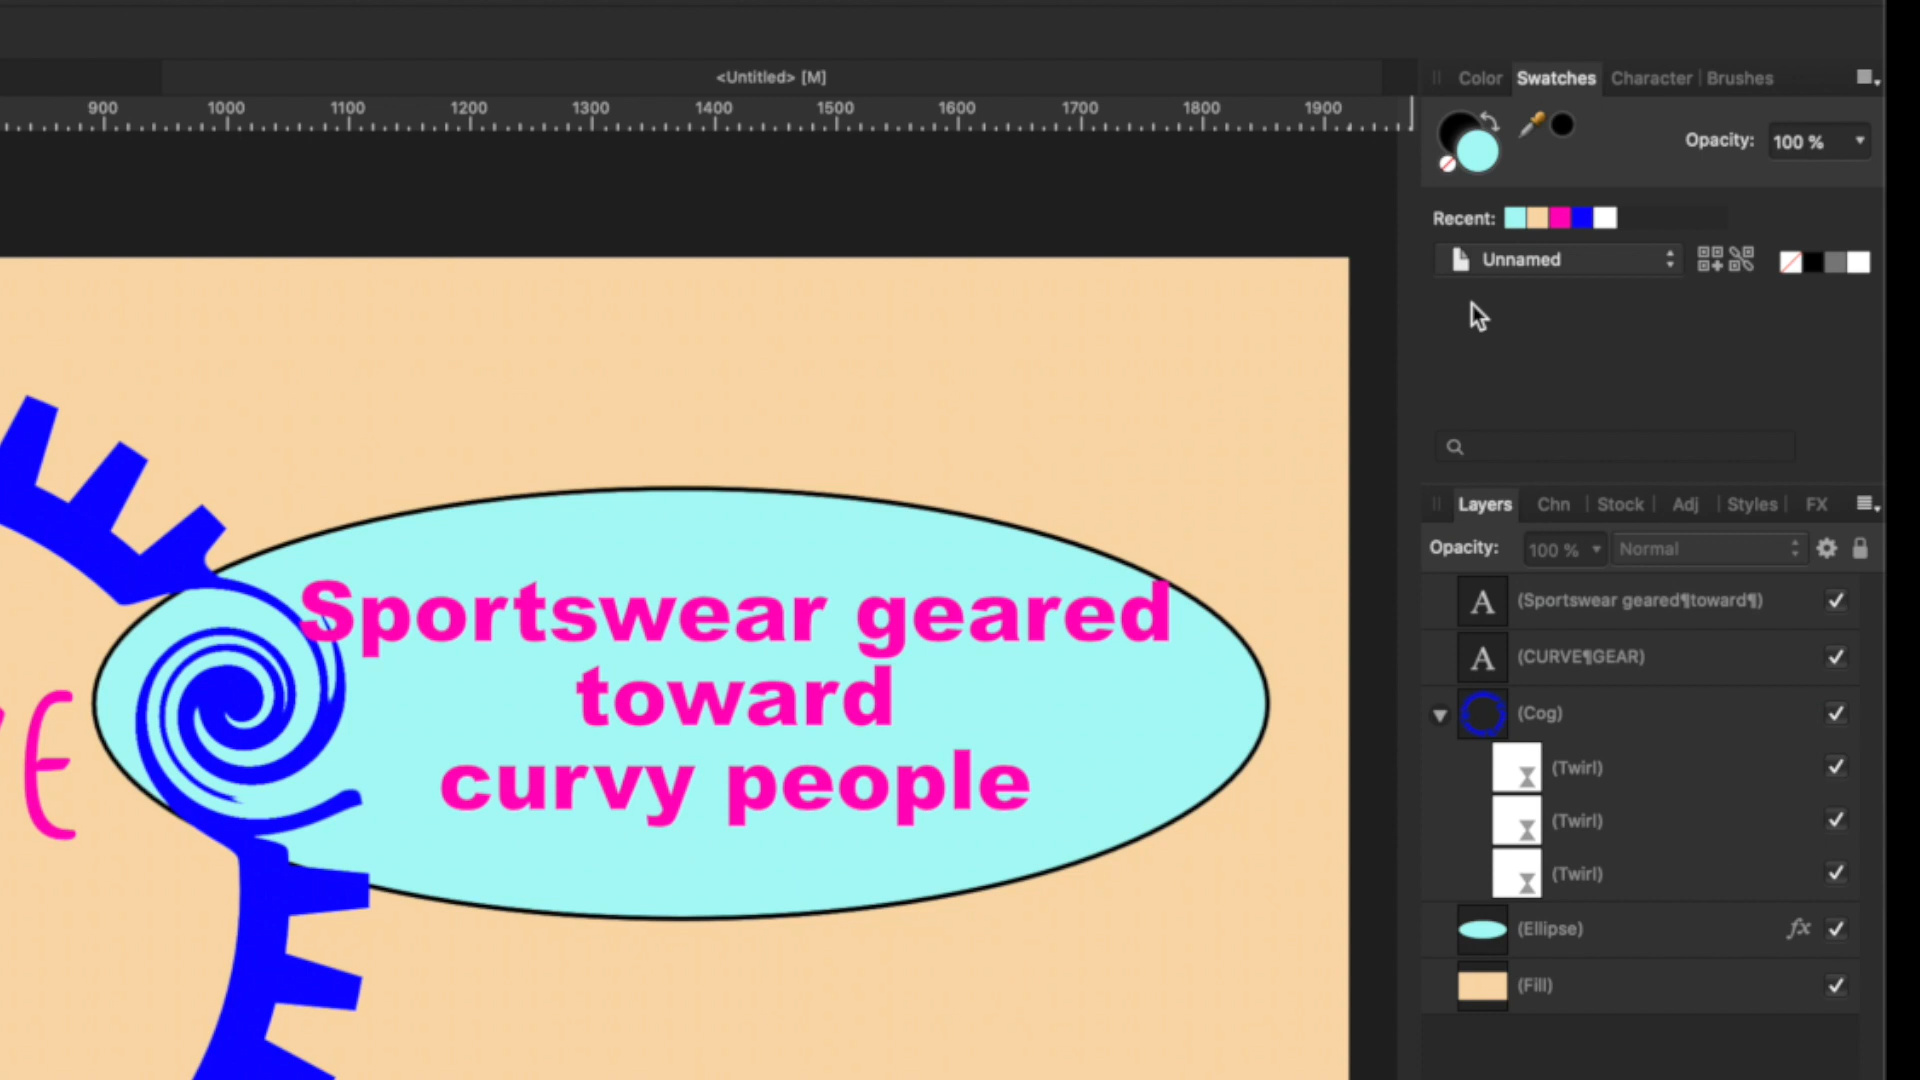 <Untitled> [M]
Color Swatches Character Brushes
900 1000 1100 1200 1300 1400 1500 1600 1700 1800 1900
Opacity: 100 %
Recent:
Unnamed
Layers Chn Stock Adj Styles FX
Opacity: 100 % Normal
Sportswear geared
toward
curvy people
E
A (Sportswear geared¶toward¶)
A (CURVE¶GEAR)
(Cog)
(Twirl)
(Twirl)
(Twirl)
(Ellipse) fx
(Fill)